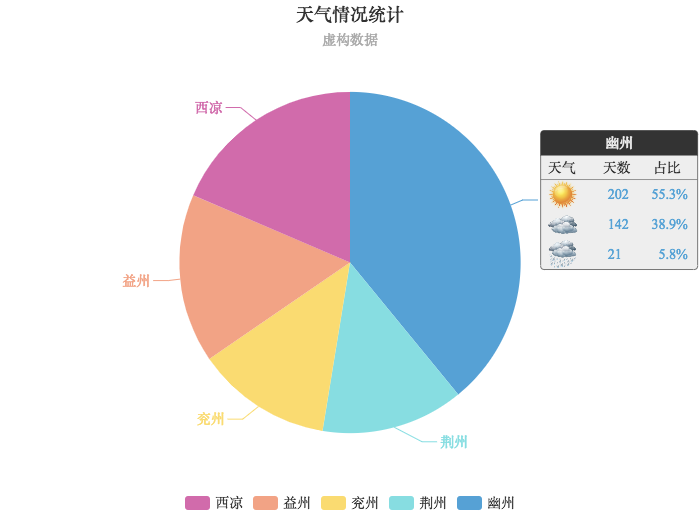 天气情况统计
虚构数据
西凉
幽州
天气 天数 占比
202 55.3%
142 38.9%
21 5.8%
益州
兖州
荆州
西凉 益州 兖州 荆州 幽州